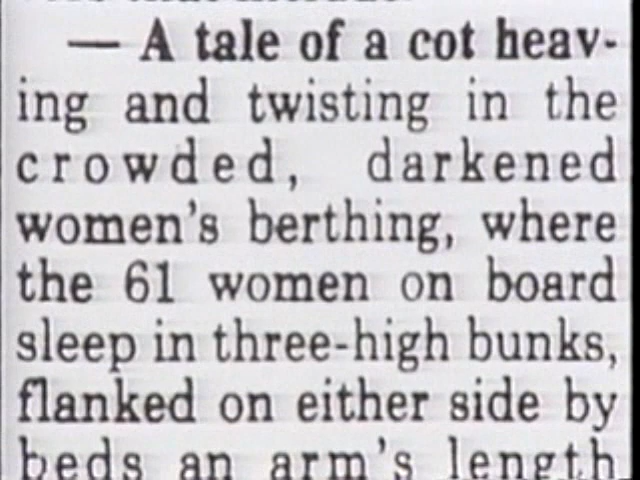 — A tale of a cot heav-
ing and twisting in the
crowded, darkened
women's berthing, where
the 61 women on board
sleep in three-high bunks,
flanked on either side by
beds an arm's length